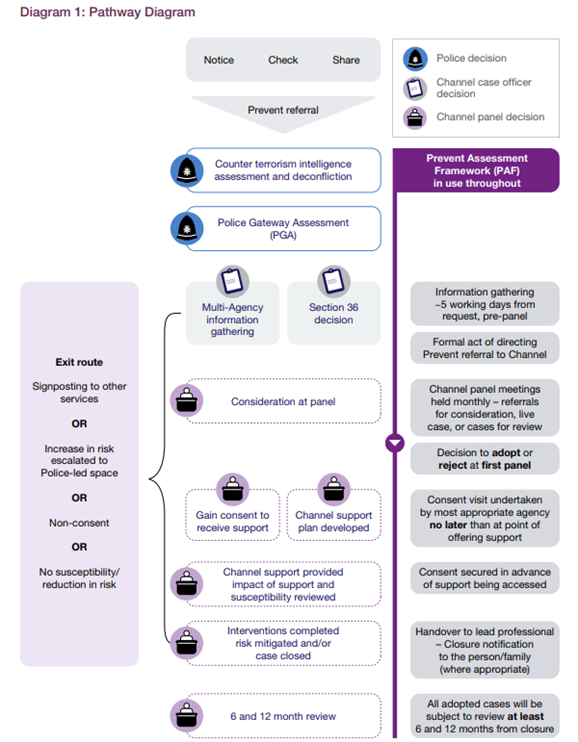 Diagram 1: Pathway Diagram
Notice
Check
Share
Prevent referral
Police decision
Channel case officer
decision
Channel panel decision
Counter terrorism intelligence
assessment and deconfliction
Police Gateway Assessment
(PGA)
Prevent Assessment
Framework (PAF)
in use throughout
Multi-Agency
information
gathering
Section 36
decision
Information gathering
~5 working days from
request, pre-panel
Formal act of directing
Prevent referral to Channel
Exit route
Signposting to other
services
OR
Increase in risk
escalated to
Police-led space
OR
Non-consent
OR
No susceptibility/
reduction in risk
Consideration at panel
Channel panel meetings
held monthly – referrals
for consideration, live
case, or cases for review
Decision to adopt or
reject at first panel
Gain consent to
receive support
Channel support
plan developed
Consent visit undertaken
by most appropriate agency
no later than at point of
offering support
Channel support provided
impact of support and
susceptibility reviewed
Consent secured in advance
of support being accessed
Interventions completed
risk mitigated and/or
case closed
Handover to lead professional
– Closure notification
to the person/family
(where appropriate)
6 and 12 month review
All adopted cases will be
subject to review at least
6 and 12 months from closure